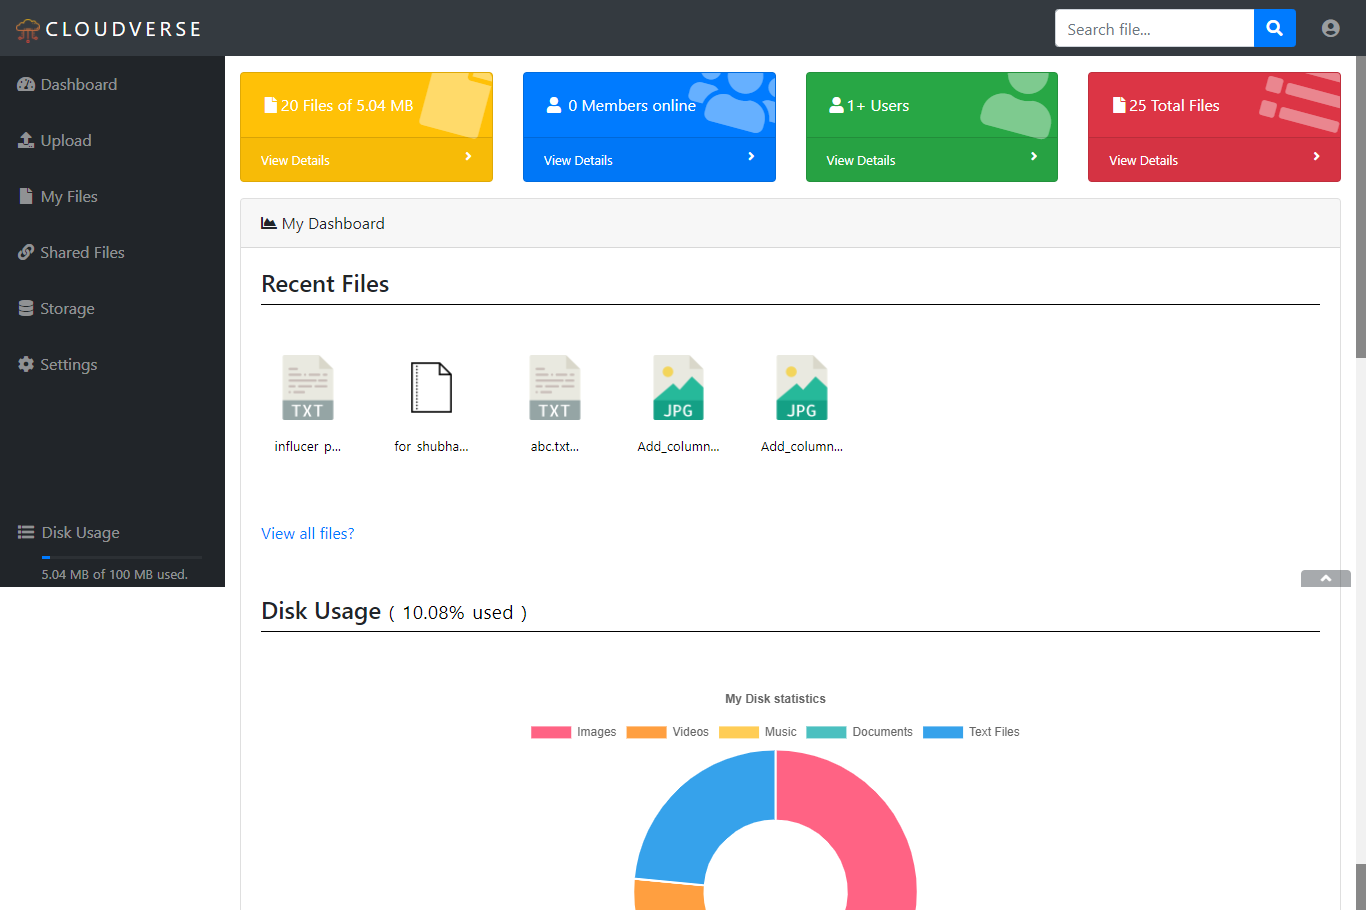 CLOUDVERSE
Search file...
Dashboard
Upload
My Files
Shared Files
Storage
Settings
Disk Usage
5.04 MB of 100 MB used.
20 Files of 5.04 MB
View Details
0 Members online
View Details
1+ Users
View Details
25 Total Files
View Details
My Dashboard
Recent Files
TXT
TXT
JPG
JPG
influcer p...
for shubha...
abc.txt...
Add_column...
Add_column...
View all files?
Disk Usage ( 10.08% used )
My Disk statistics
Images Videos Music Documents Text Files